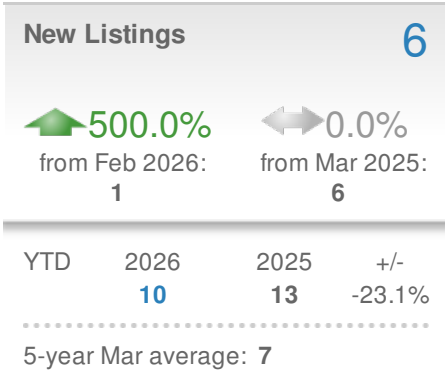 New Listings 6
500.0% 0.0%
from Feb 2026: from Mar 2025:
1 6
YTD 2026 2025 +/-
10 13 -23.1%
5-year Mar average: 7